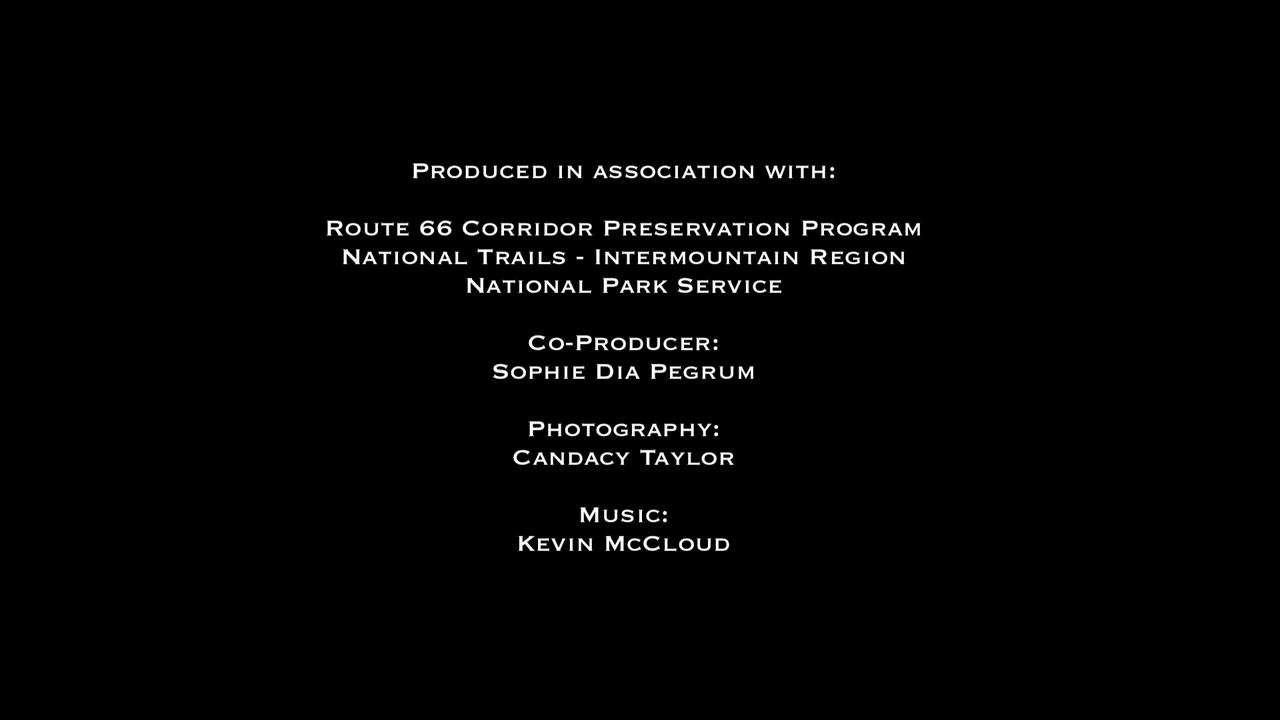 Produced in association with:
Route 66 Corridor Preservation Program
National Trails - Intermountain Region
National Park Service
Co-Producer:
Sophie Dia Pegrum
Photography:
Candacy Taylor
Music:
Kevin McCloud